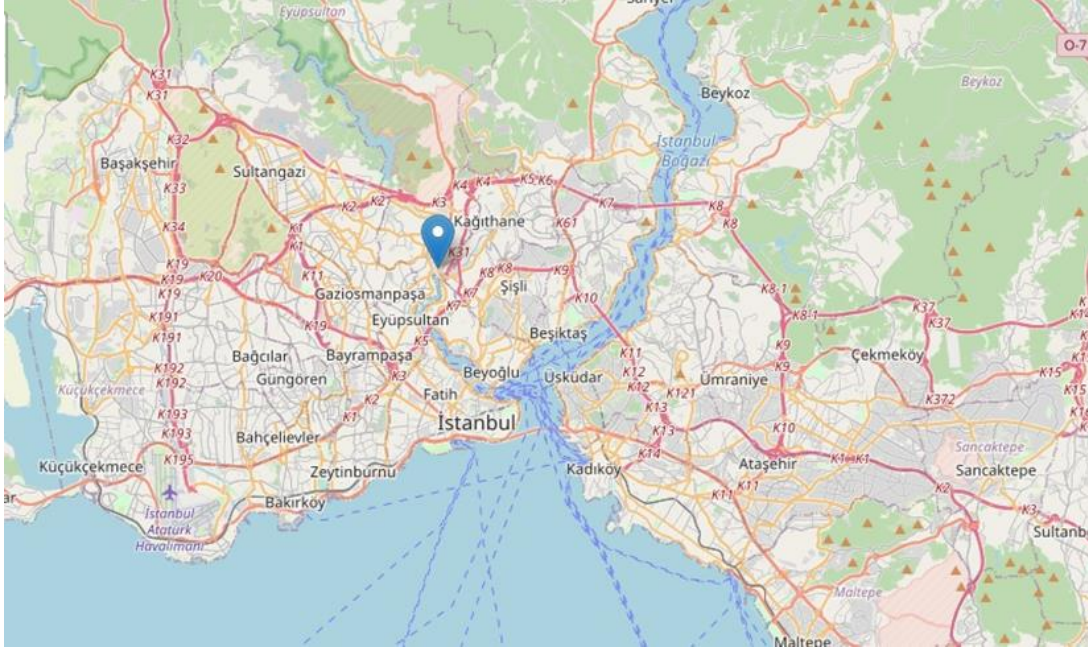 Sarıyer
Eyüpsultan
O-7
K31
K31
Beykoz
Beykoz
K32
İstanbul
Boğazı
Başakşehir
Sultangazi
K33
K2
K2
K3
K4
K4
K5
K6
K7
K8
K8
K34
K1
K1
Kağıthane
K61
K31
K19
K19
K20
K11
K8
K8
K9
K7
K7
Şişli
K10
K8-1
K8-1
K19
Gaziosmanpaşa
K37
K37
K191
K19
Eyüpsultan
K5
Beşiktaş
K11
K9
K9
Bağcılar
Bayrampaşa
K3
K192
K192
Güngören
Beyoğlu
Üsküdar
K12
K12
K121
Ümraniye
Çekmeköy
K15
K15
K372
Küçükçekmece
K2
K1
Fatih
İstanbul
K193
K193
K13
K13
K14
K10
Bahçelievler
K195
Küçükçekmece
Zeytinburnu
Kadıköy
Ataşehir
K1
K1
Sancaktepe
Sancaktepe
K11
K11
K2
K3
Bakırköy
İstanbul
Atatürk
Havalimanı
Sultanb
Maltepe
Maltepe